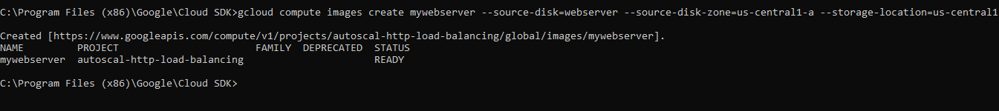 C:\Program Files (x86)\Google\Cloud SDK>gcloud compute images create mywebserver --source-disk=webserver --source-disk-zone=us-central1-a --storage-location=us-central1
Created [https://www.googleapis.com/compute/v1/projects/autoscal-http-load-balancing/global/images/mywebserver].
NAME         PROJECT                       FAMILY  DEPRECATED  STATUS
mywebserver  autoscal-http-load-balancing                      READY
C:\Program Files (x86)\Google\Cloud SDK>